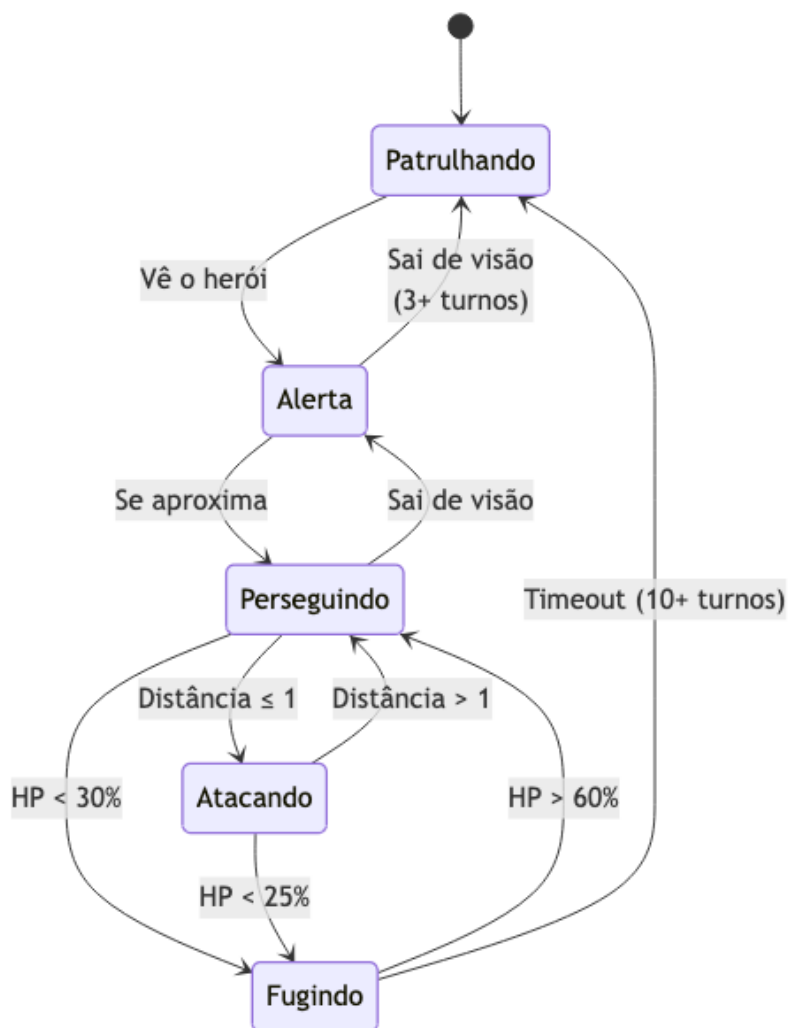 Patrulhando
Vê o herói
Sai de visão
(3+ turnos)
Alerta
Se aproxima
Sai de visão
Perseguindo
Timeout (10+ turnos)
Distância ≤ 1
Distância > 1
HP < 30%
Atacando
HP > 60%
HP < 25%
Fugindo